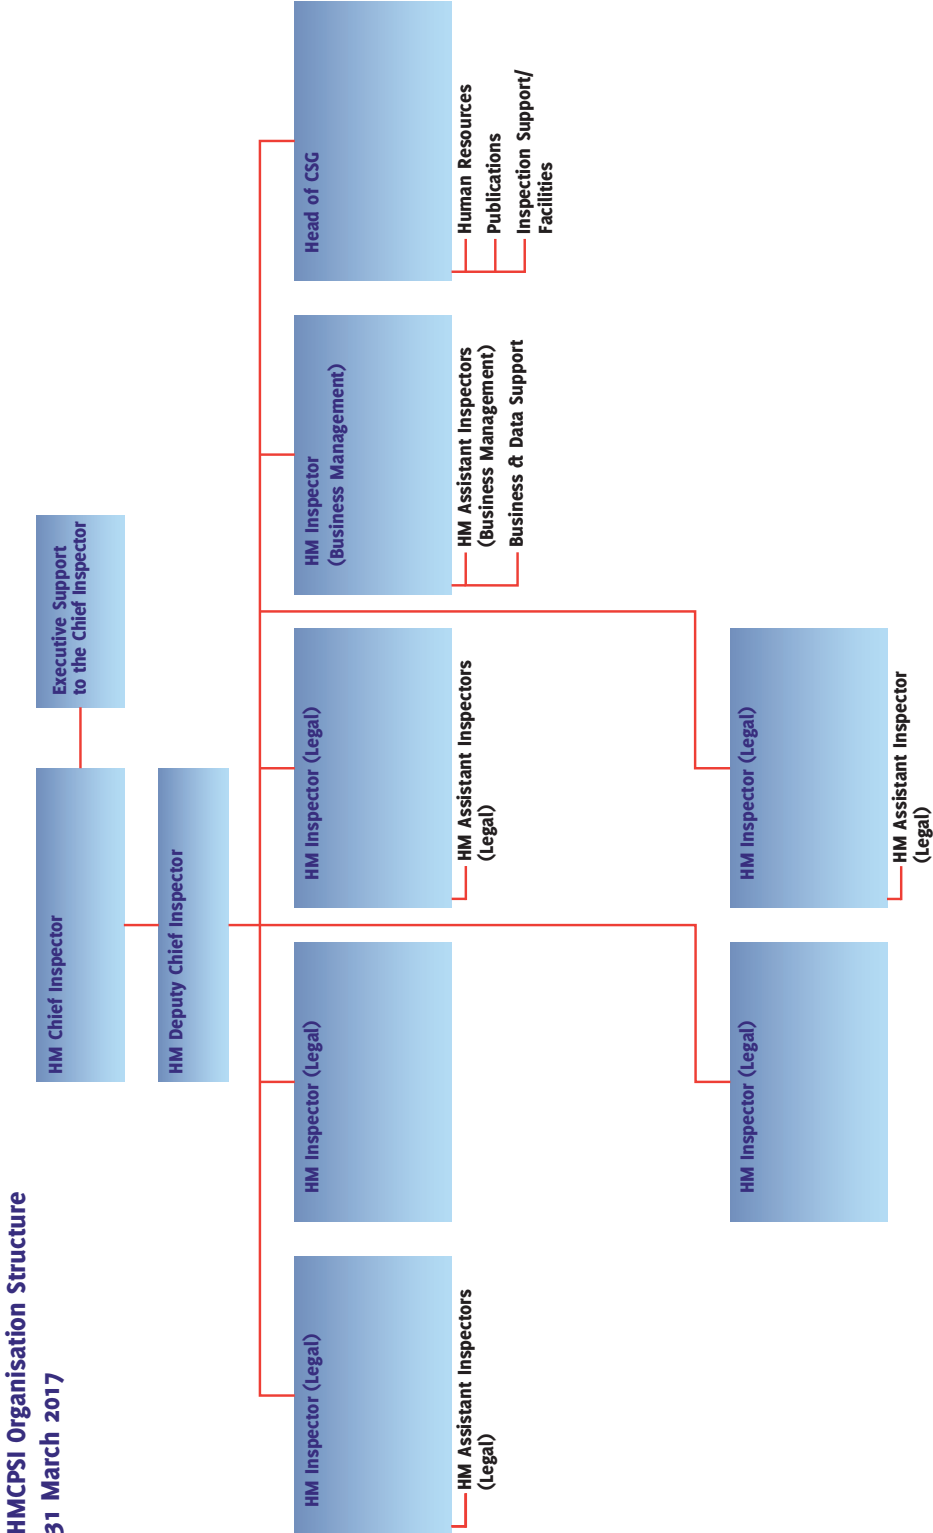 HMCPSI Organisation Structure
31 March 2017
HM Chief Inspector
Executive Support
to the Chief Inspector
HM Deputy Chief Inspector
HM Inspector (Legal)
HM Assistant Inspectors
(Legal)
HM Inspector (Legal)
HM Inspector (Legal)
HM Assistant Inspectors
(Legal)
HM Inspector
(Business Management)
HM Assistant Inspectors
(Business Management)
Business & Data Support
Head of CSG
Human Resources
Publications
Inspection Support/
Facilities
HM Inspector (Legal)
HM Inspector (Legal)
HM Assistant Inspector
(Legal)